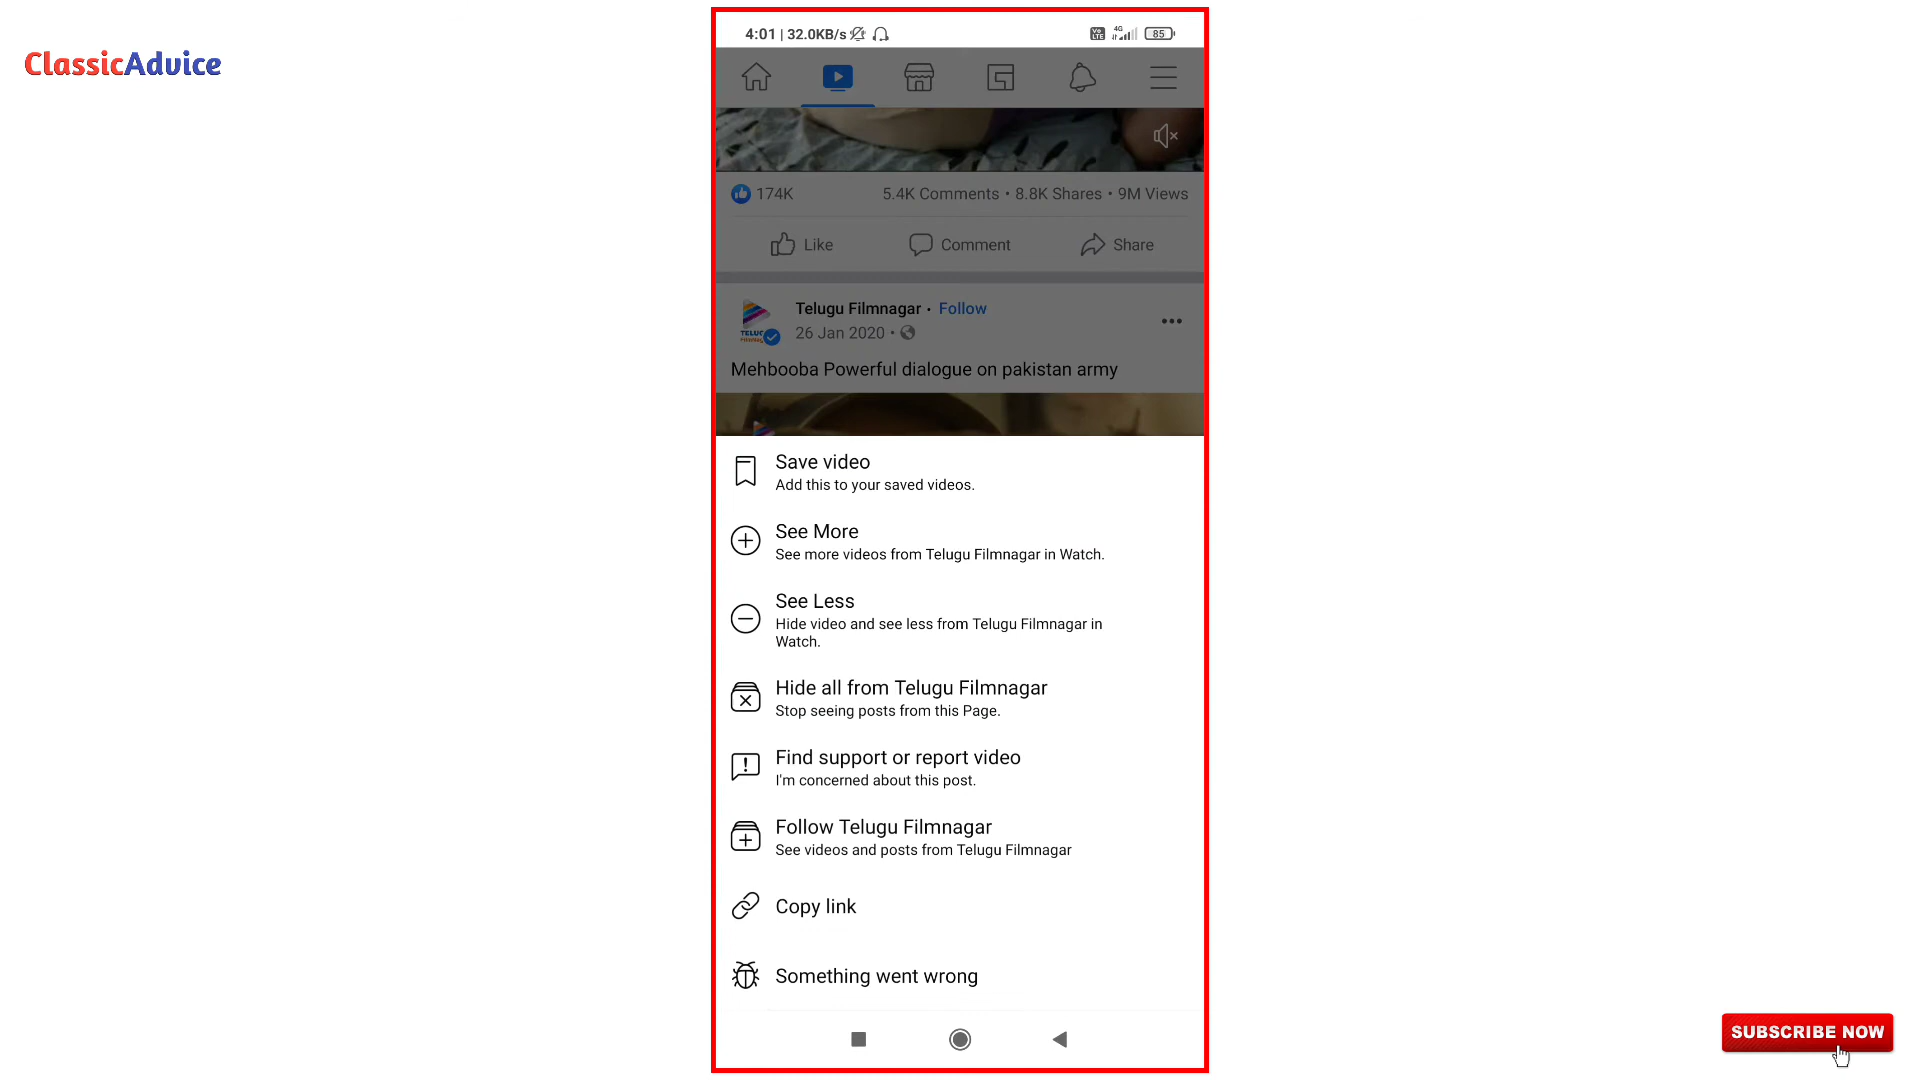 ClassicAdvice
4:01 | 32.0KB/s
Vo LTE 4G 85
174K 5.4K Comments • 8.8K Shares • 9M Views
Like Comment Share
Telugu Filmnagar • Follow
26 Jan 2020 •
Mehbooba Powerful dialogue on pakistan army
Save video
Add this to your saved videos.
See More
See more videos from Telugu Filmnagar in Watch.
See Less
Hide video and see less from Telugu Filmnagar in
Watch.
Hide all from Telugu Filmnagar
Stop seeing posts from this Page.
Find support or report video
I'm concerned about this post.
Follow Telugu Filmnagar
See videos and posts from Telugu Filmnagar
Copy link
Something went wrong
SUBSCRIBE NOW